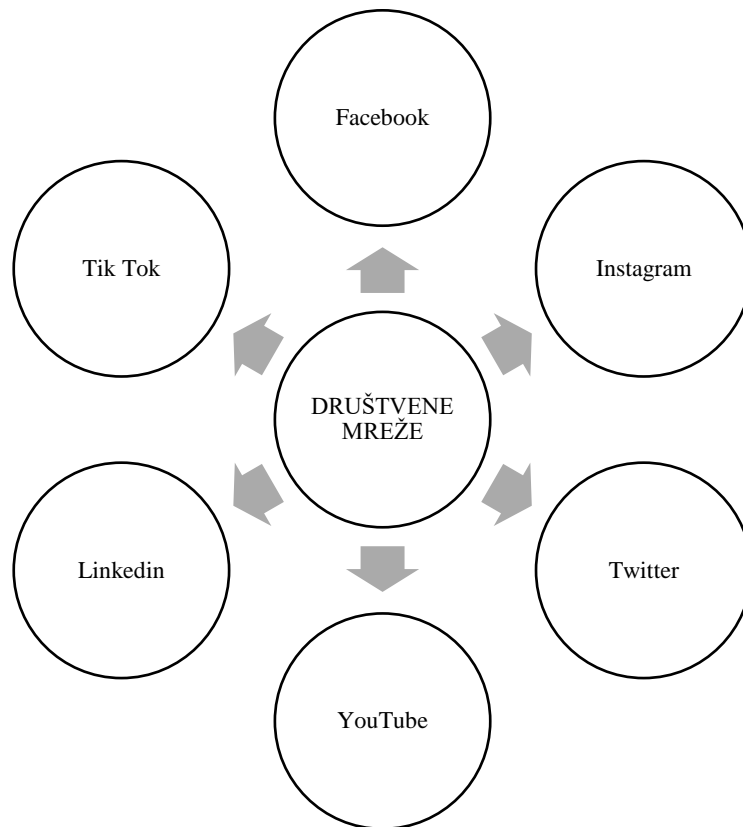 Facebook
Tik Tok
Instagram
DRUŠTVENE
MREŽE
Linkedin
Twitter
YouTube